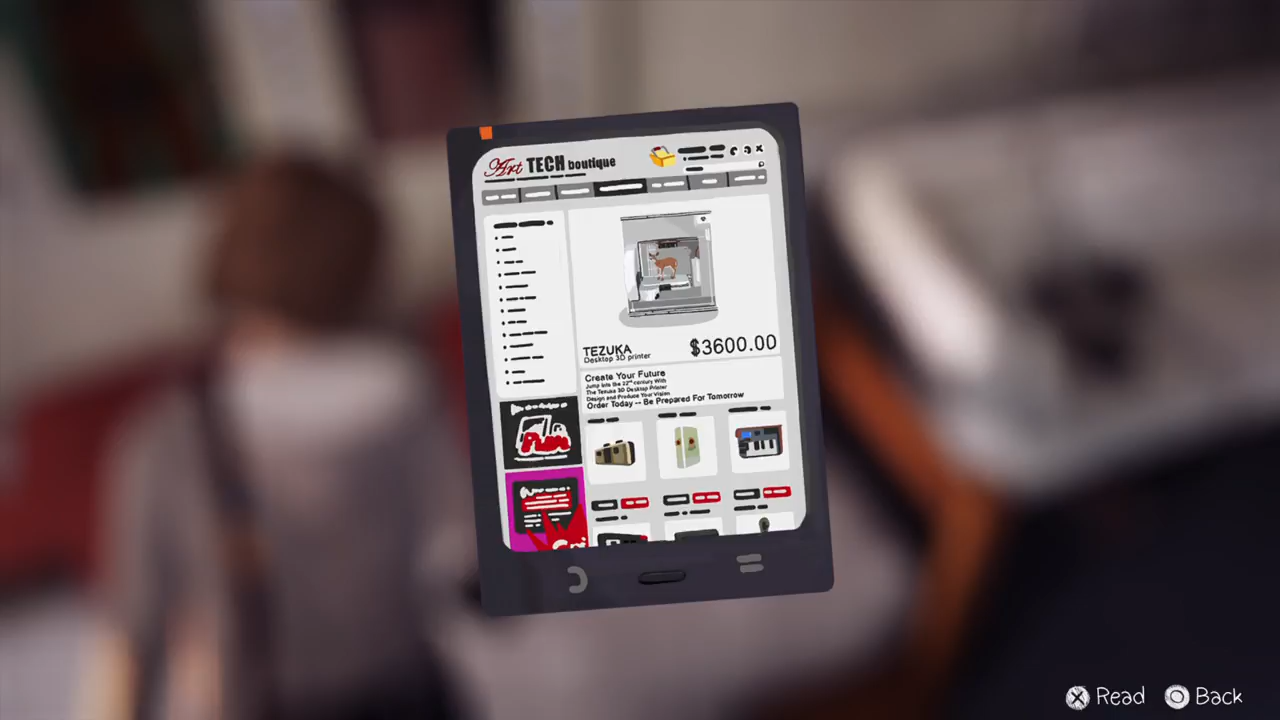 Art TECH boutique
TEZUKA
Desktop 3D printer
$3600.00
Create Your Future
Jump Into the 22nd century With
The Tezuka 3D Desktop Printer
Design and Produce Your Vision
Order Today -- Be Prepared For Tomorrow
Read
Back